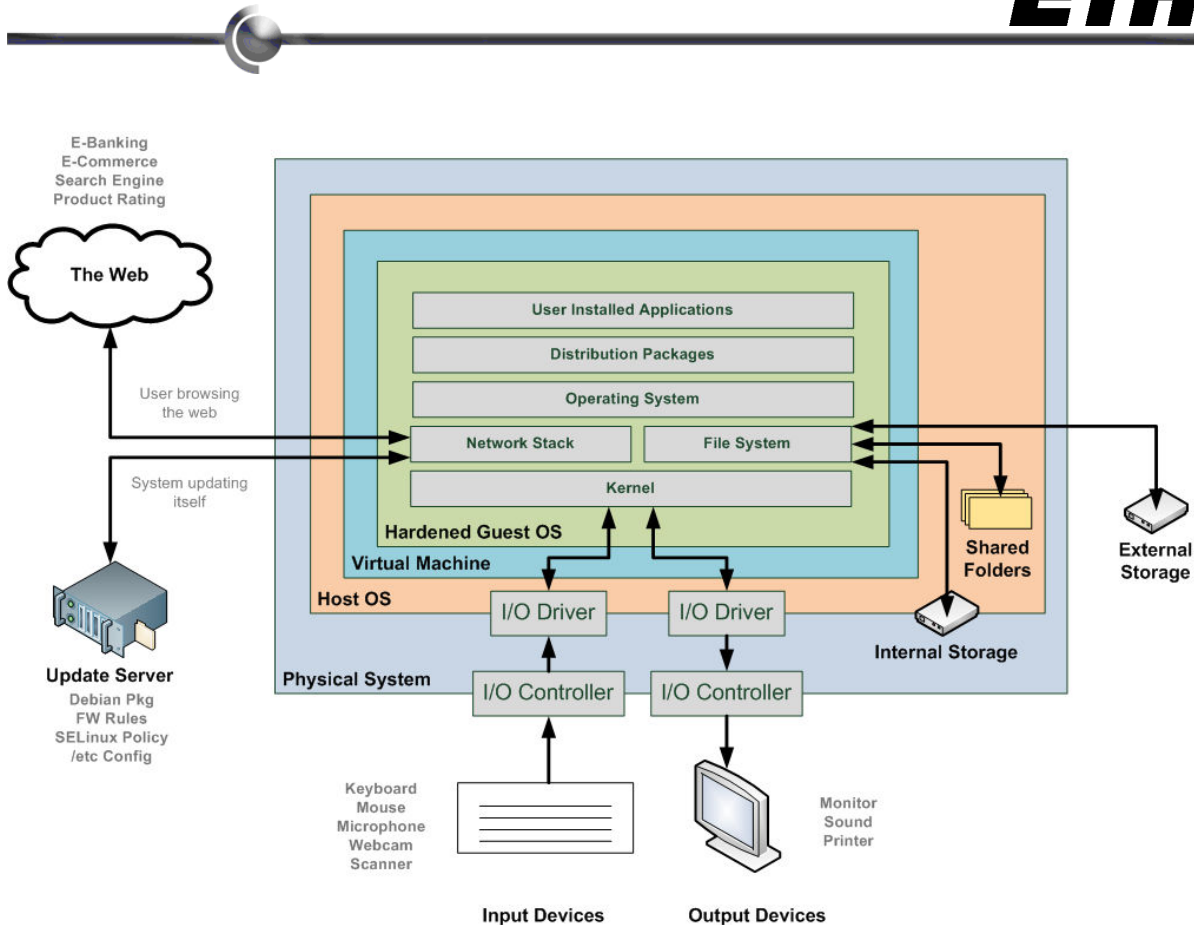 E-Banking
E-Commerce
Search Engine
Product Rating
The Web
User browsing
the web
System updating
itself
Update Server
Debian Pkg
FW Rules
SELinux Policy
/etc Config
User Installed Applications
Distribution Packages
Operating System
Network Stack
File System
Kernel
Hardened Guest OS
Virtual Machine
Host OS
Physical System
I/O Driver
I/O Driver
I/O Controller
I/O Controller
Shared
Folders
Internal Storage
External
Storage
Keyboard
Mouse
Microphone
Webcam
Scanner
Monitor
Sound
Printer
Input Devices
Output Devices